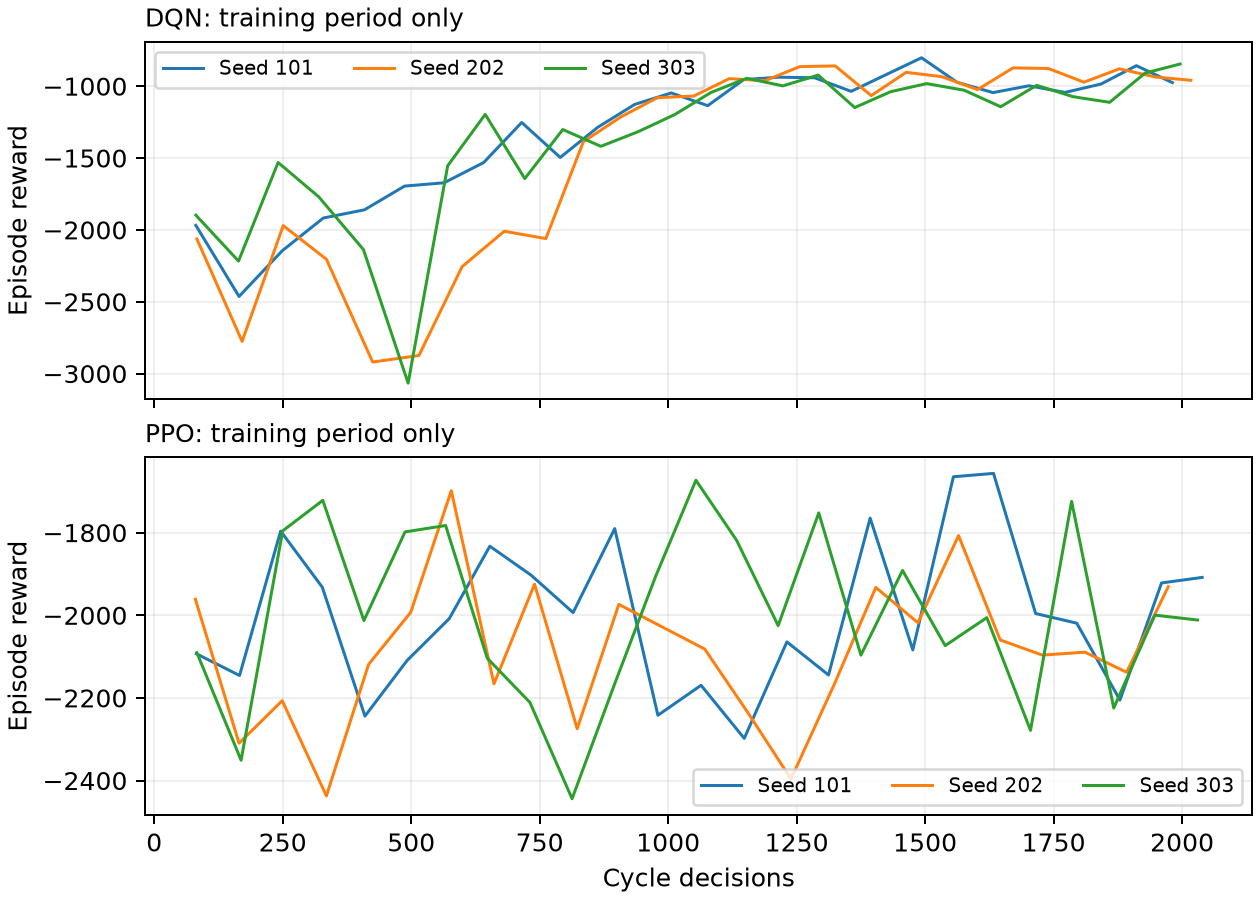 DQN: training period only
Seed 101 Seed 202 Seed 303
Episode reward
−1000
−1500
−2000
−2500
−3000
PPO: training period only
Episode reward
−1800
−2000
−2200
−2400
Seed 101 Seed 202 Seed 303
0 250 500 750 1000 1250 1500 1750 2000
Cycle decisions